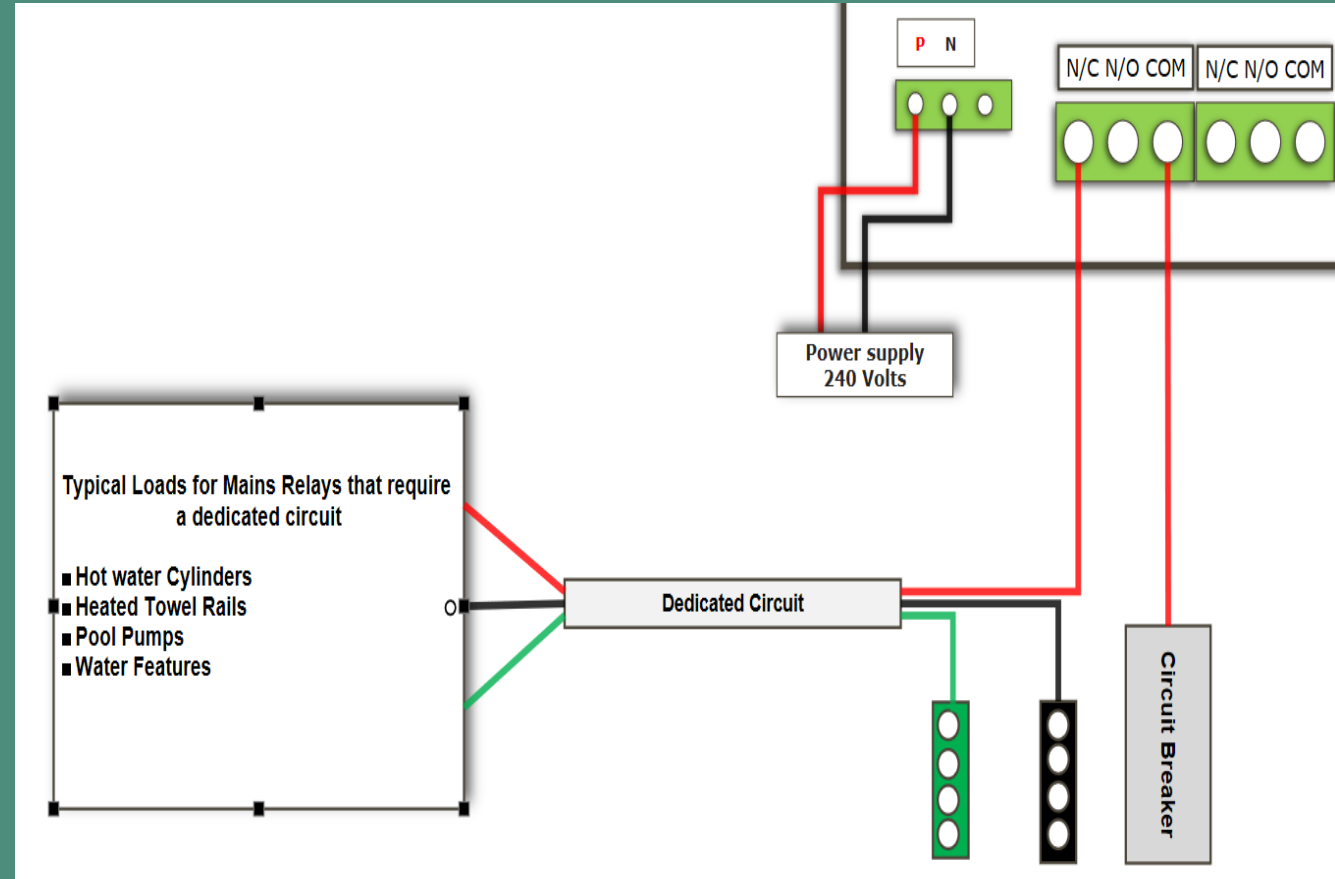 P N
N/C N/O COM
N/C N/O COM
Power supply
240 Volts
Typical Loads for Mains Relays that require
a dedicated circuit
■ Hot water Cylinders
■ Heated Towel Rails
■ Pool Pumps
■ Water Features
Dedicated Circuit
Circuit Breaker